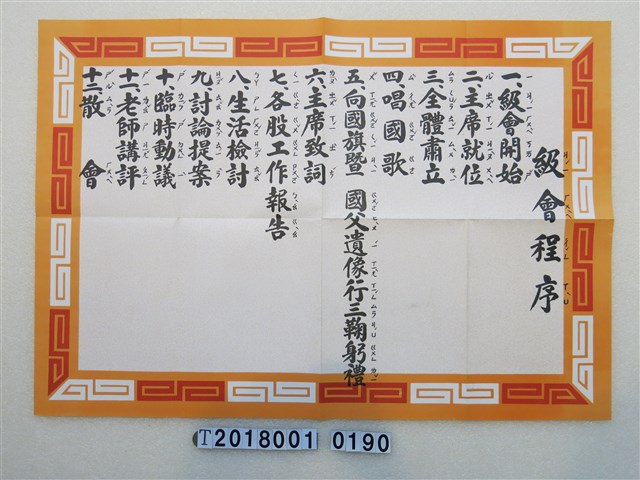 級會程序
一、級會開始
二、主席就位
三、全體肅立
四、唱國歌
五、向國旗暨 國父遺像行三鞠躬禮
六、主席致詞
七、各股工作報告
八、生活檢討
九、討論提案
十、臨時動議
十一、老師講評
十二、散會
T2018001 0190